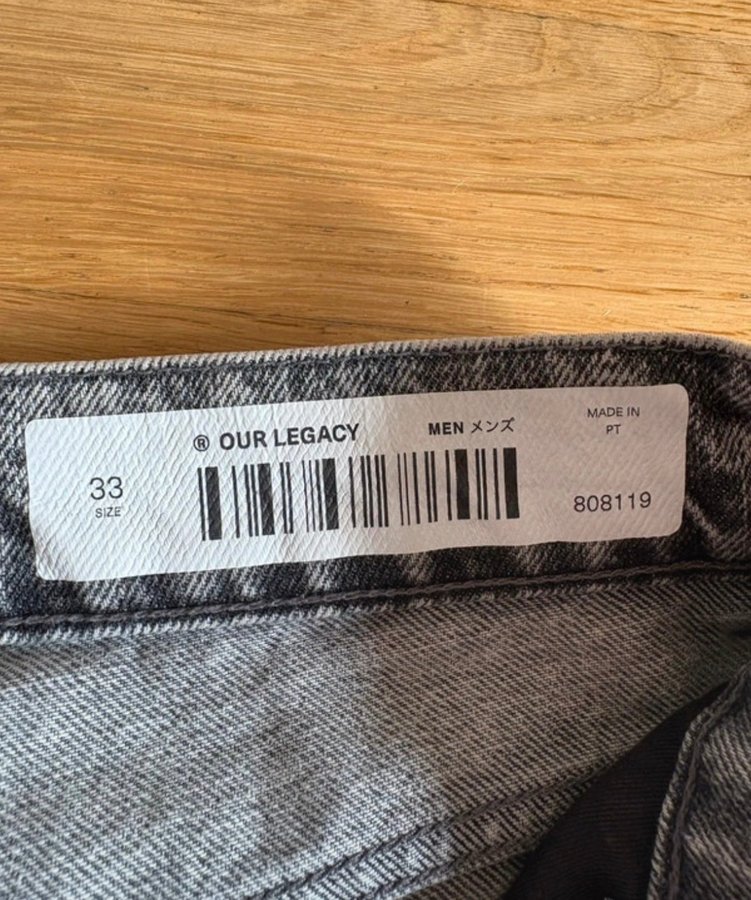 ® OUR LEGACY
MEN メンズ
MADE IN
PT
33
SIZE
808119